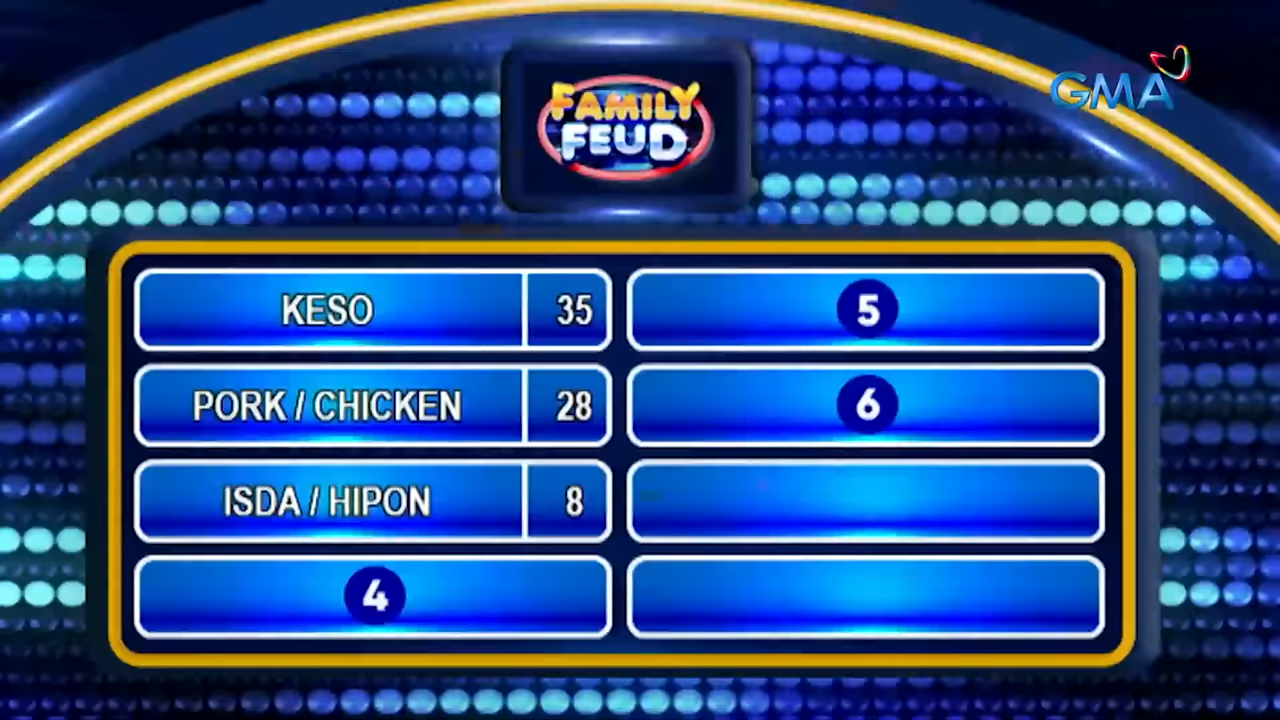 GMA
FAMILY
FEUD
KESO 35
5
PORK / CHICKEN 28
6
ISDA / HIPON 8
4